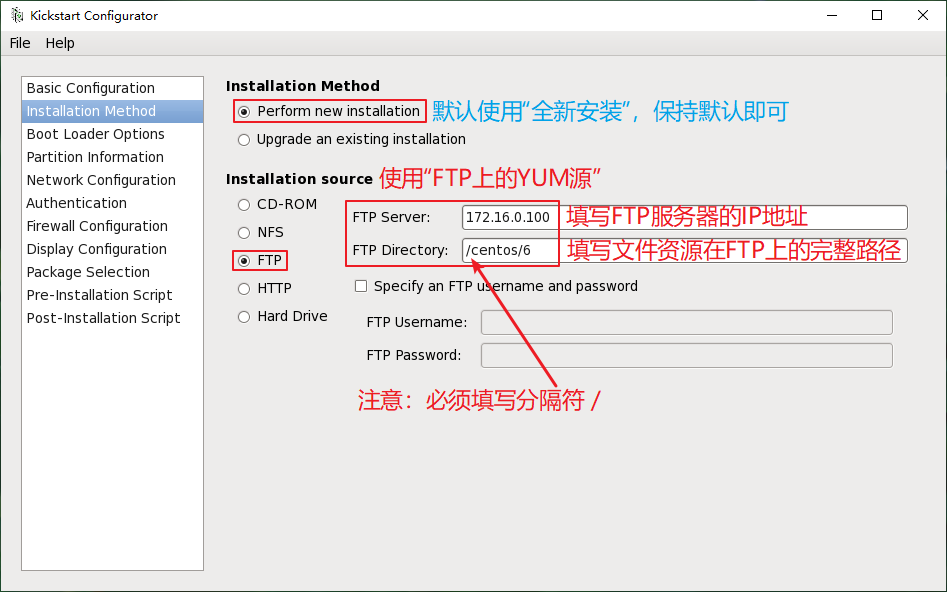 Kickstart Configurator
File Help
Basic Configuration
Installation Method
Boot Loader Options
Partition Information
Network Configuration
Authentication
Firewall Configuration
Display Configuration
Package Selection
Pre-Installation Script
Post-Installation Script
Installation Method
Perform new installation 默认使用“全新安装”，保持默认即可
Upgrade an existing installation
Installation source 使用“FTP上的YUM源”
CD-ROM
NFS
FTP
HTTP
Hard Drive
FTP Server: 172.16.0.100 填写FTP服务器的IP地址
FTP Directory: /centos/6 填写文件资源在FTP上的完整路径
Specify an FTP username and password
FTP Username:
FTP Password:
注意：必须填写分隔符 /